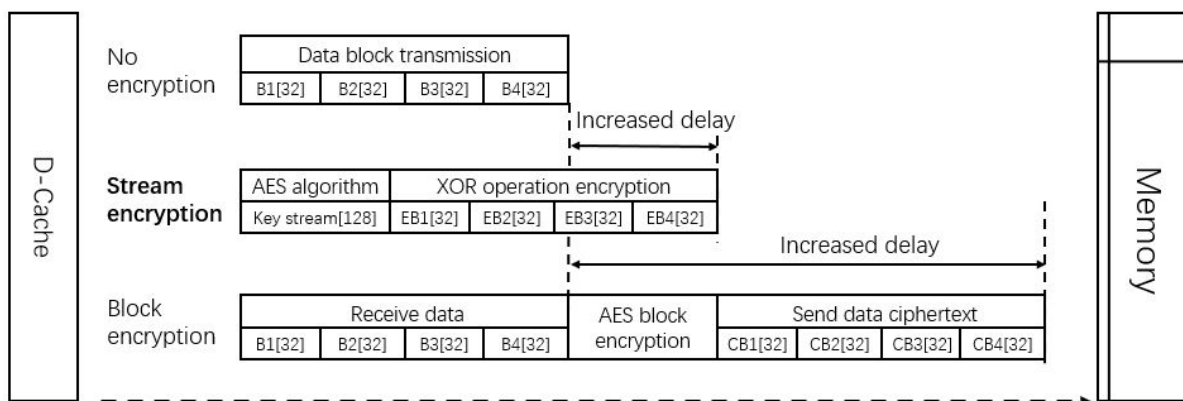 D-Cache
No
encryption
Data block transmission
B1[32] B2[32] B3[32] B4[32]
Increased delay
Stream
encryption
AES algorithm XOR operation encryption
Key stream[128] EB1[32] EB2[32] EB3[32] EB4[32]
Increased delay
Block
encryption
Receive data
B1[32] B2[32] B3[32] B4[32]
AES block
encryption
Send data ciphertext
CB1[32] CB2[32] CB3[32] CB4[32]
Memory